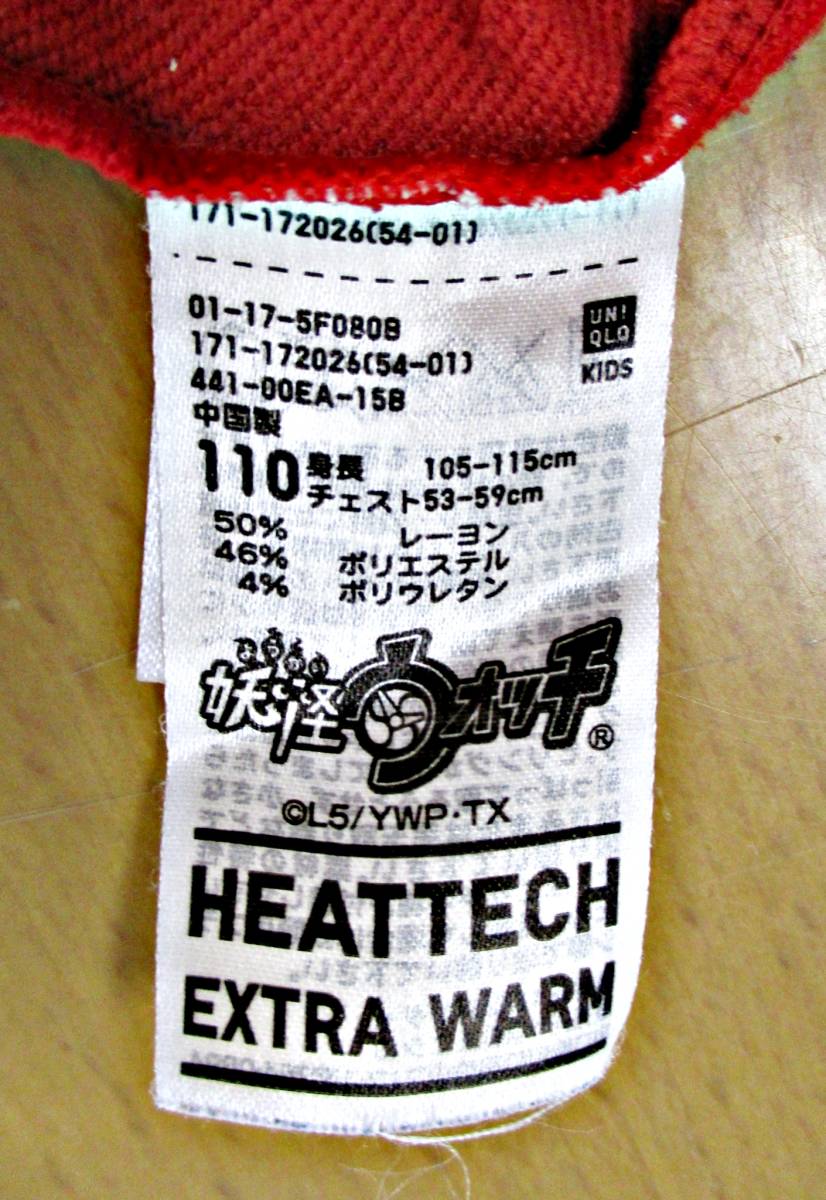 171-172026(54-01)
01-17-5F080B
171-172026(54-01)
441-00EA-15B
UNI
QLO
KIDS
中国製
110 身長 105-115cm
チェスト53-59cm
50% レーヨン
46% ポリエステル
4% ポリウレタン
妖怪ウォッチ®
©L5/YWP・TX
HEATTECH
EXTRA WARM